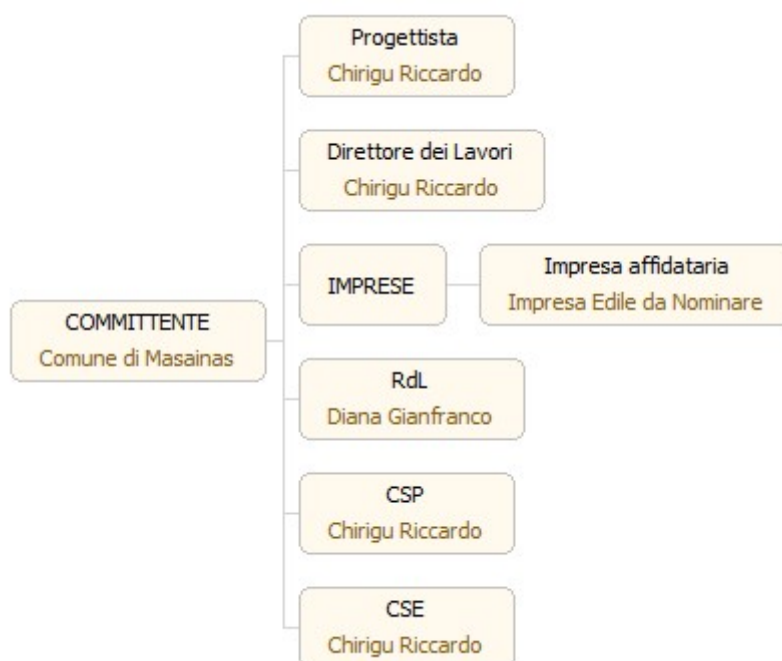 Progettista
Chirigu Riccardo
Direttore dei Lavori
Chirigu Riccardo
IMPRESE
Impresa affidataria
Impresa Edile da Nominare
COMMITTENTE
Comune di Masainas
RdL
Diana Gianfranco
CSP
Chirigu Riccardo
CSE
Chirigu Riccardo